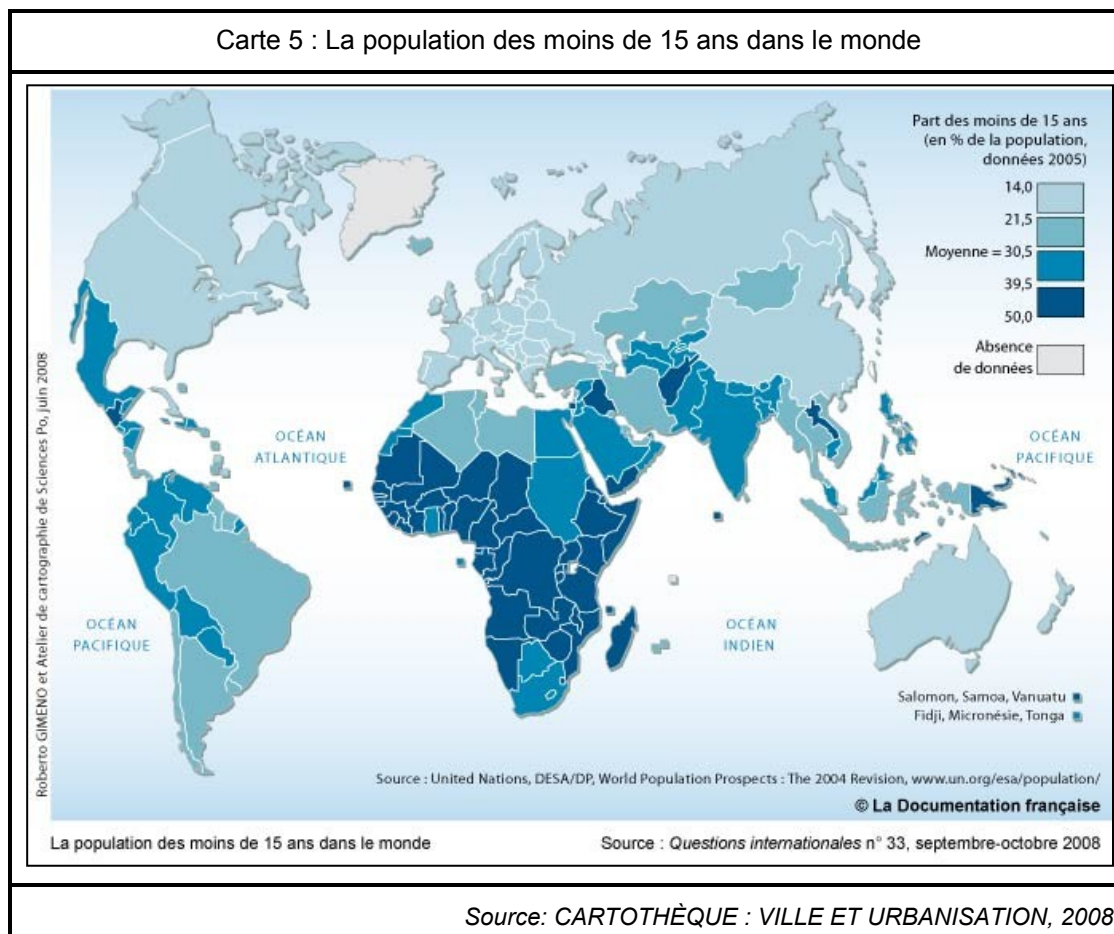 Carte 5 : La population des moins de 15 ans dans le monde
Part des moins de 15 ans
(en % de la population,
données 2005)
14,0
21,5
Moyenne = 30,5
39,5
50,0
Absence
de données
OCÉAN
ATLANTIQUE
OCÉAN
PACIFIQUE
OCÉAN
PACIFIQUE
OCÉAN
INDIEN
Salomon, Samoa, Vanuatu
Fidji, Micronésie, Tonga
Roberto GIMENO et Atelier de cartographie de Sciences Po, juin 2008
Source : United Nations, DESA/DP, World Population Prospects : The 2004 Revision, www.un.org/esa/population/
© La Documentation française
La population des moins de 15 ans dans le monde
Source : Questions internationales n° 33, septembre-octobre 2008
Source: CARTOTHÈQUE : VILLE ET URBANISATION, 2008